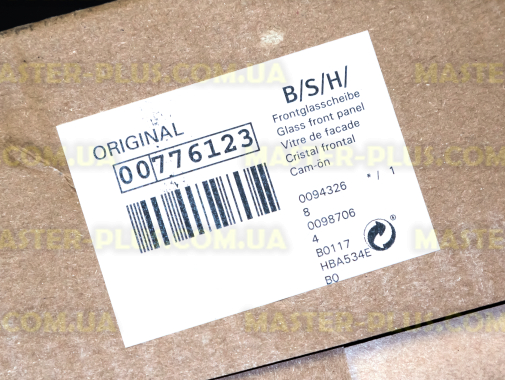 ORIGINAL
00776123
B/S/H/
Frontglasscheibe
Glass front panel
Vitre de facade
Cristal frontal
Cam-ön
0094326 * / 1
8
0098706
4
B0117
HBA534E
B0
MASTER-PLUS.COM.UA